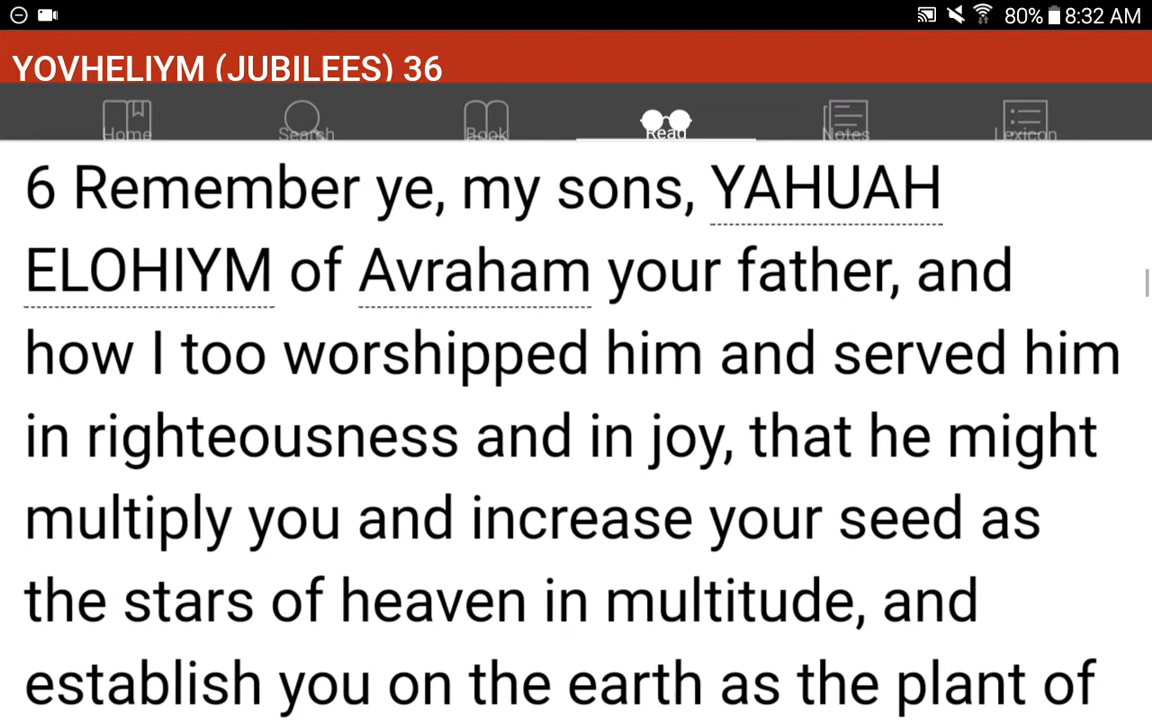 80% 8:32 AM
YOVHELIYM (JUBILEES) 36
Home Search Book Read Notes Lexicon
6 Remember ye, my sons, YAHUAH
ELOHIYM of Avraham your father, and
how I too worshipped him and served him
in righteousness and in joy, that he might
multiply you and increase your seed as
the stars of heaven in multitude, and
establish you on the earth as the plant of